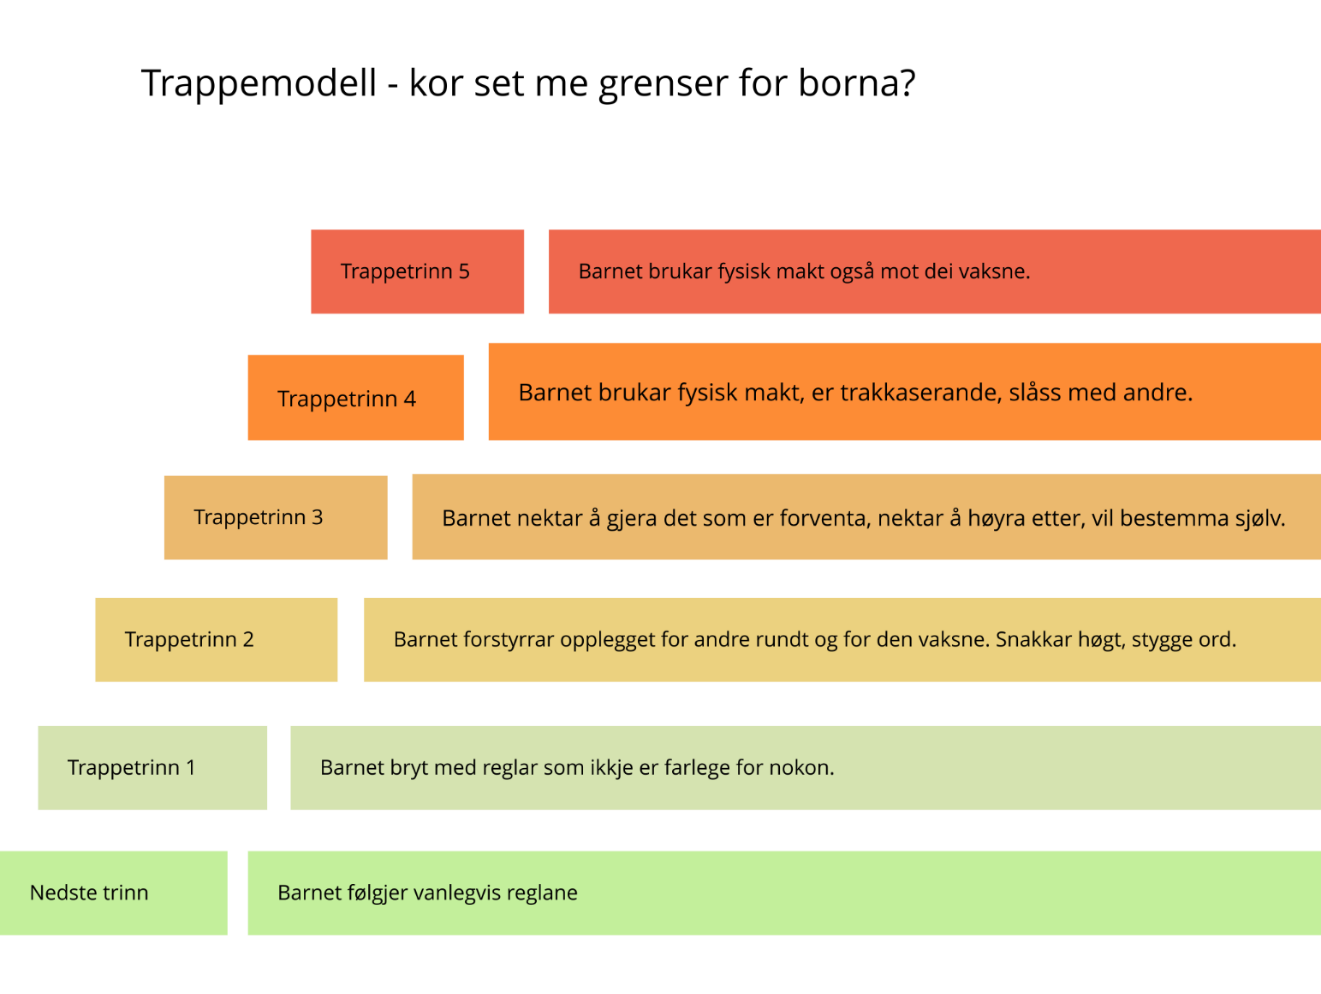 Trappemodell - kor set me grenser for borna?
Trappetrinn 5
Barnet brukar fysisk makt også mot dei vaksne.
Trappetrinn 4
Barnet brukar fysisk makt, er trakkaserande, slåss med andre.
Trappetrinn 3
Barnet nektar å gjera det som er forventa, nektar å høyra etter, vil bestemma sjølv.
Trappetrinn 2
Barnet forstyrrar opplegget for andre rundt og for den vaksne. Snakkar høgt, stygge ord.
Trappetrinn 1
Barnet bryt med reglar som ikkje er farlege for nokon.
Nedste trinn
Barnet følgjer vanlegvis reglane